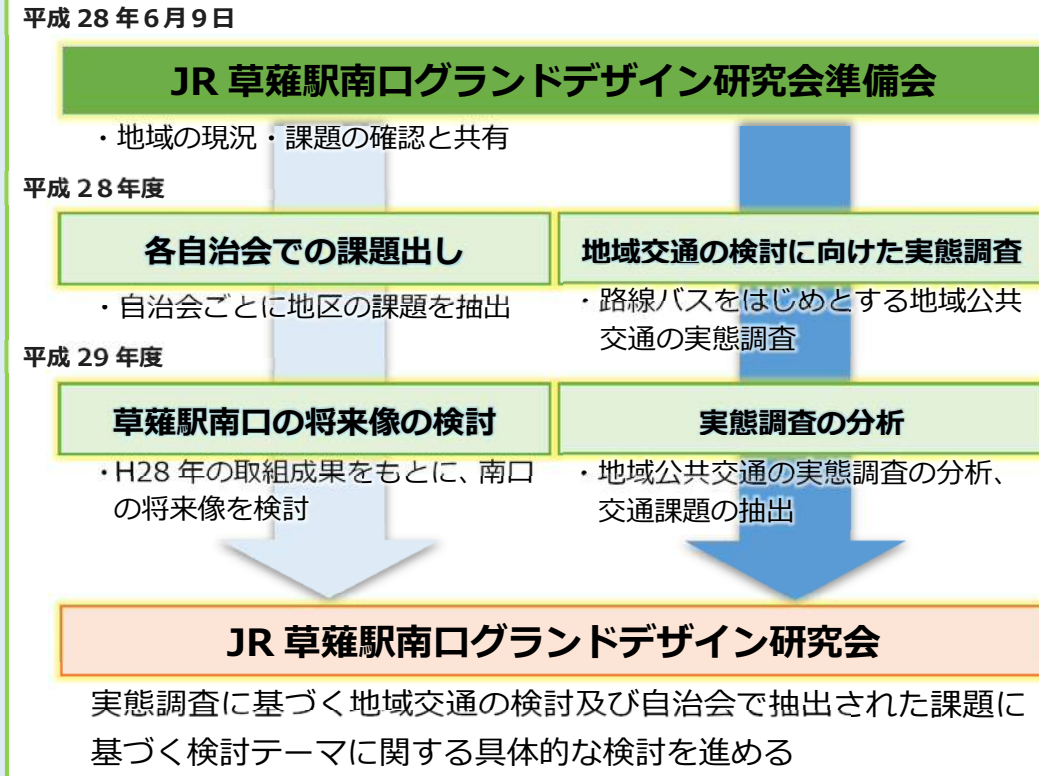 平成 28 年6月9日
JR 草薙駅南口グランドデザイン研究会準備会
・地域の現況・課題の確認と共有
平成 28年度
各自治会での課題出し
地域交通の検討に向けた実態調査
・自治会ごとに地区の課題を抽出
・路線バスをはじめとする地域公共
交通の実態調査
平成 29 年度
草薙駅南口の将来像の検討
実態調査の分析
・H28 年の取組成果をもとに、南口
の将来像を検討
・地域公共交通の実態調査の分析、
交通課題の抽出
JR 草薙駅南口グランドデザイン研究会
実態調査に基づく地域交通の検討及び自治会で抽出された課題に
基づく検討テーマに関する具体的な検討を進める